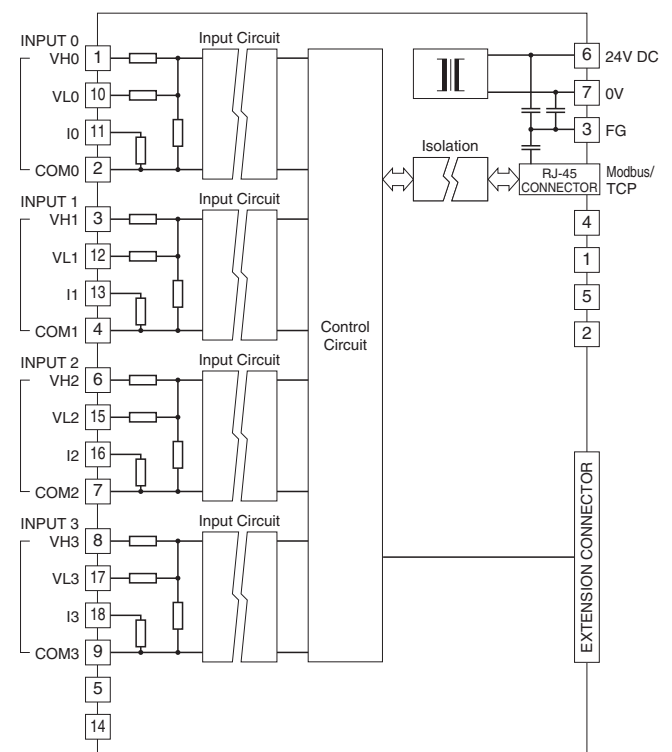 INPUT 0
VH0 1
VL0 10
I0 11
COM0 2
Input Circuit
INPUT 1
VH1 3
VL1 12
I1 13
COM1 4
Input Circuit
INPUT 2
VH2 6
VL2 15
I2 16
COM2 7
Input Circuit
INPUT 3
VH3 8
VL3 17
I3 18
COM3 9
Input Circuit
5
14
Control
Circuit
Isolation
6 24V DC
7 0V
3 FG
RJ-45
CONNECTOR
Modbus/
TCP
4
1
5
2
EXTENSION CONNECTOR